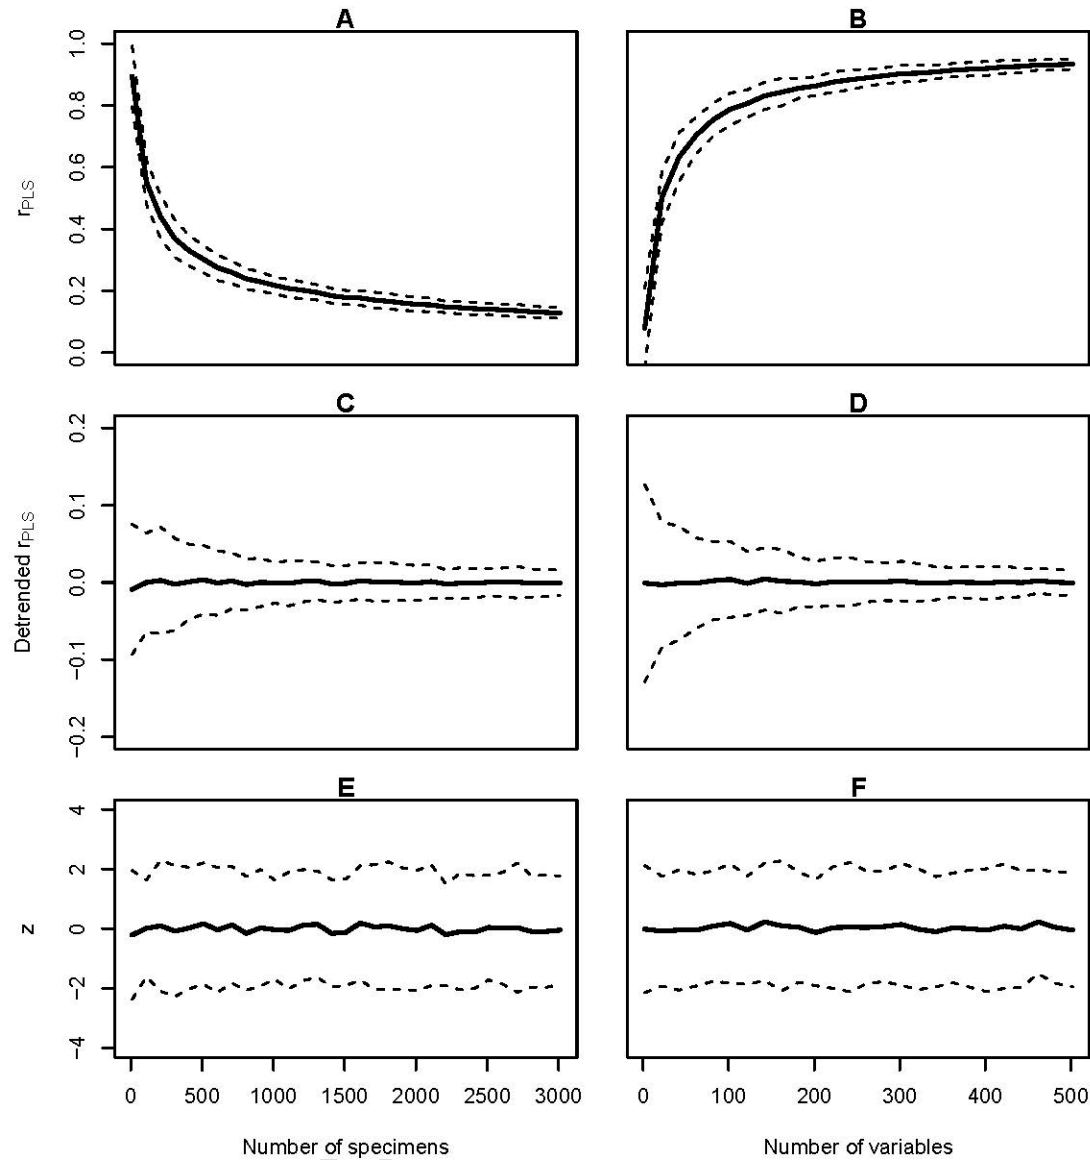 A B
1.0
0.8
0.6
0.4
0.2
0.0
rPLS
C D
0.2
0.1
0.0
−0.1
−0.2
Detrended rPLS
E F
4
2
0
−2
−4
z
0 500 1000 1500 2000 2500 3000 0 100 200 300 400 500
Number of specimens Number of variables